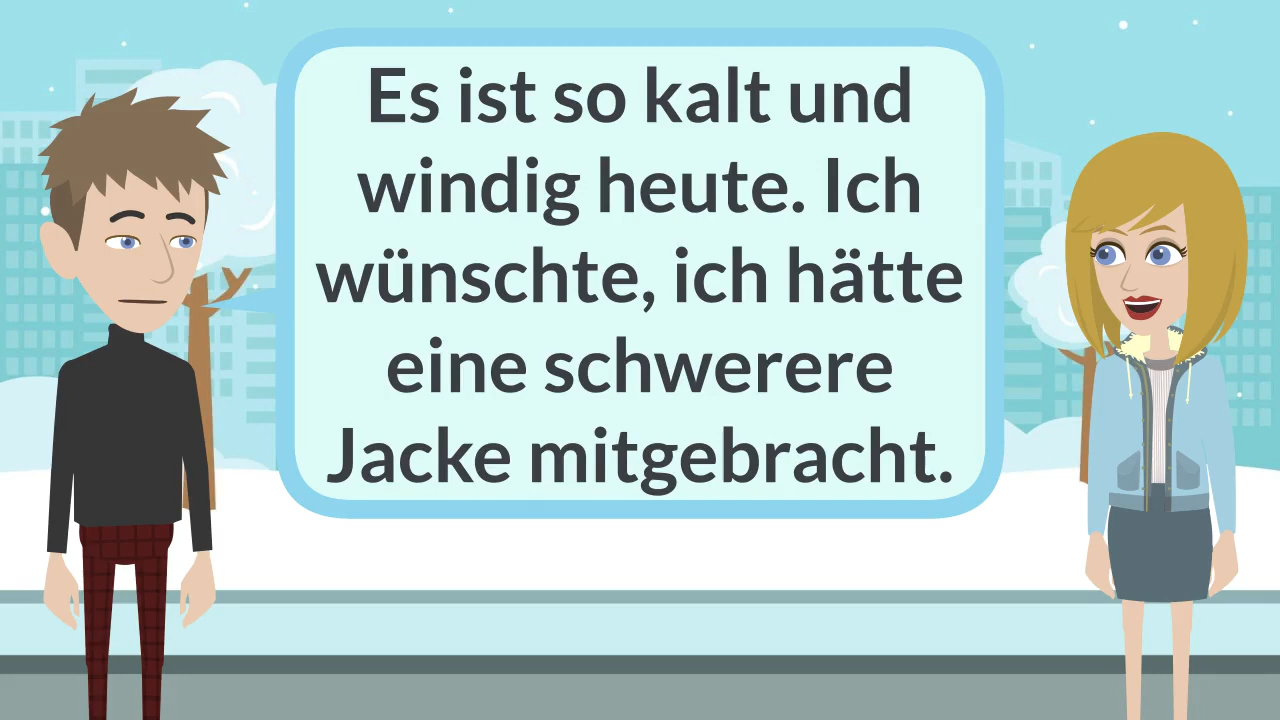 Es ist so kalt und
windig heute. Ich
wünschte, ich hätte
eine schwerere
Jacke mitgebracht.